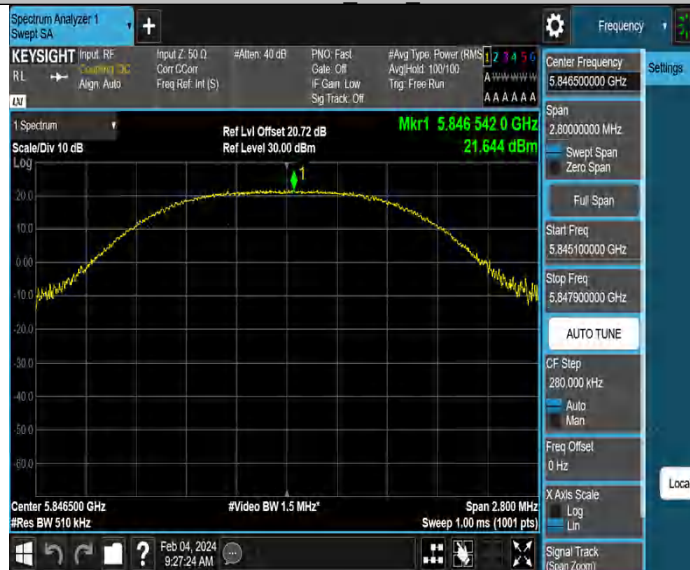 Spectrum Analyzer 1
Swept SA
+
Frequency
KEYSIGHT
Input: RF
Coupling: DC
Align: Auto
RL
Input Z: 50 Ω
Corr CCorr
Freq Ref: Int (S)
#Atten: 40 dB
PNO: Fast
Gate: Off
IF Gain: Low
Sig Track: Off
#Avg Type: Power (RMS
Avg|Hold: 100/100
Trig: Free Run
1 2 3 4 5 6
A W W W W W
A A A A A A
LXI
1 Spectrum
Scale/Div 10 dB
Ref Lvl Offset 20.72 dB
Ref Level 30.00 dBm
Mkr1 5.846 542 0 GHz
21.644 dBm
Log
1
20.0
10.0
0.00
-10.0
-20.0
-30.0
-40.0
-50.0
-60.0
Center 5.846500 GHz
#Res BW 510 kHz
#Video BW 1.5 MHz*
Span 2.800 MHz
Sweep 1.00 ms (1001 pts)
?
Feb 04, 2024
9:27:24 AM
Center Frequency
5.846500000 GHz
Settings
Span
2.80000000 MHz
Swept Span
Zero Span
Full Span
Start Freq
5.845100000 GHz
Stop Freq
5.847900000 GHz
AUTO TUNE
CF Step
280.000 kHz
Auto
Man
Freq Offset
0 Hz
X Axis Scale
Log
Lin
Loca
Signal Track
(Span Zoom)